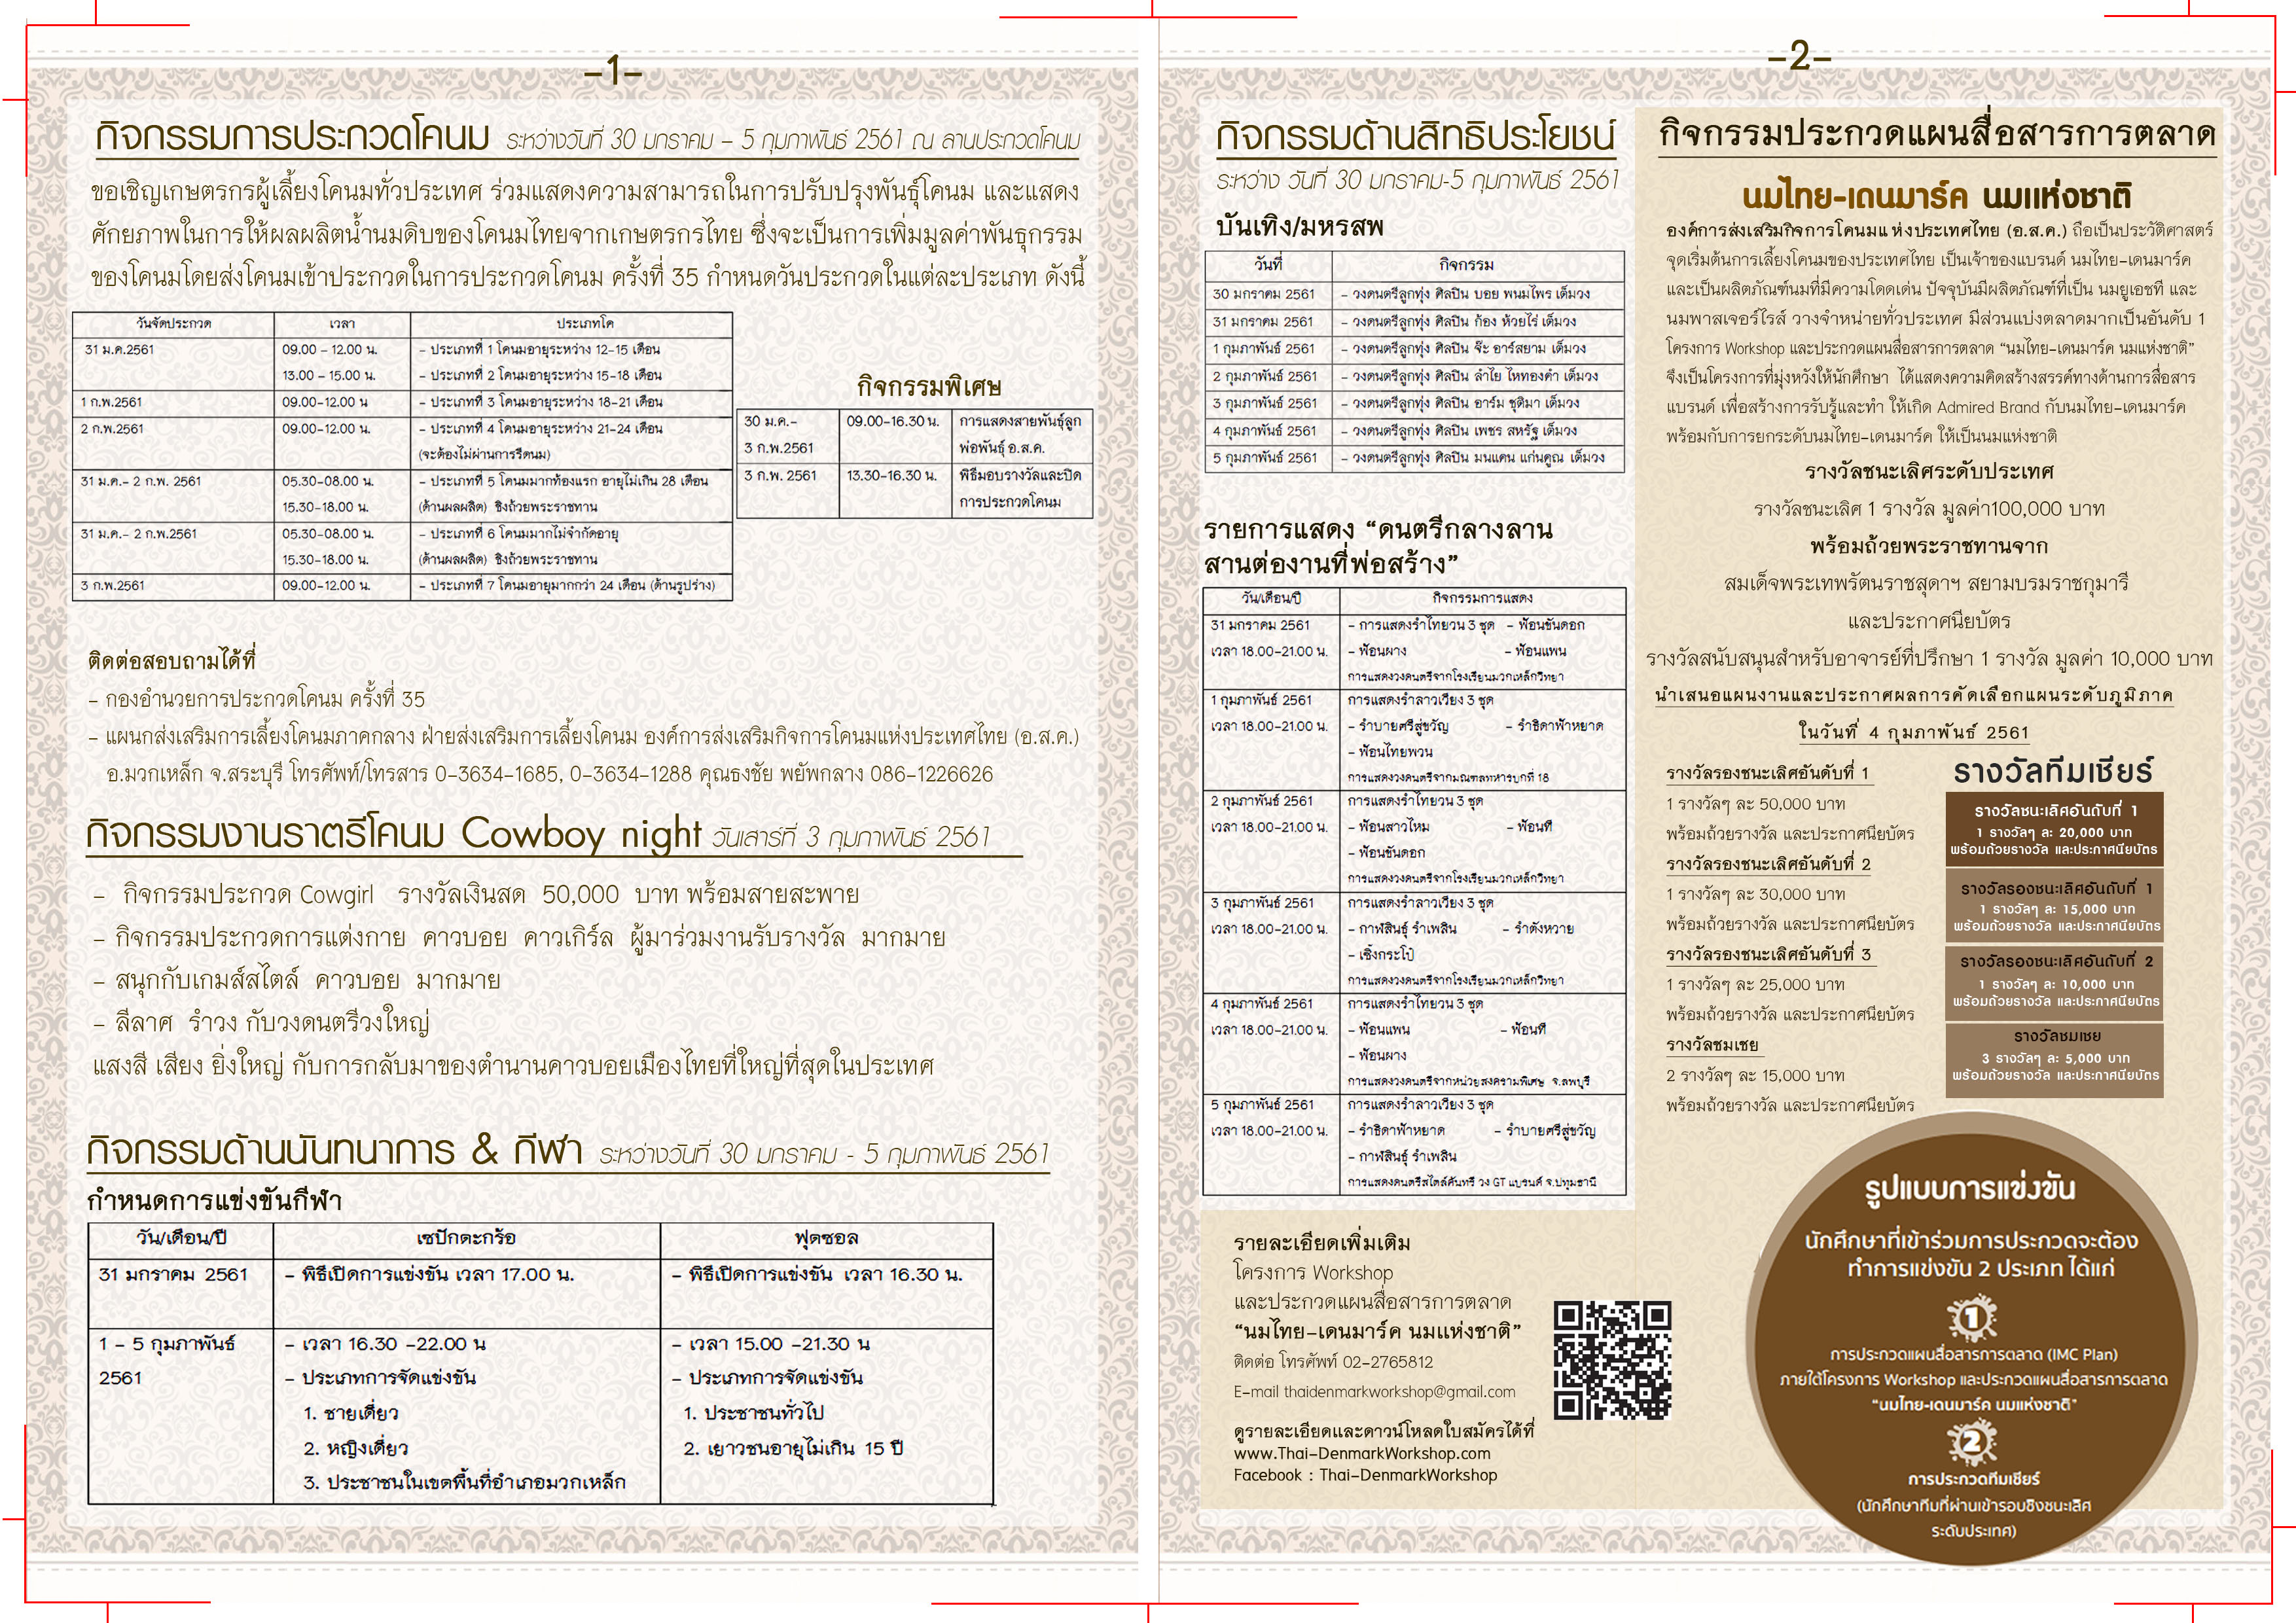 -1-
กิจกรรมการประกวดโคนม ระหว่างวันที่ 30 มกราคม – 5 กุมภาพันธ์ 2561 ณ ลานประกวดโคนม
ขอเชิญเกษตรกรผู้เลี้ยงโคนมทั่วประเทศ ร่วมแสดงความสามารถในการปรับปรุงพันธุ์โคนม และแสดง
ศักยภาพในการให้ผลผลิตน้ำนมดิบของโคนมไทยจากเกษตรกรไทย ซึ่งจะเป็นการเพิ่มมูลค่าพันธุกรรม
ของโคนมโดยส่งโคนมเข้าประกวดในการประกวดโคนม ครั้งที่ 35 กำหนดวันประกวดในแต่ละประเภท ดังนี้
วันจัดประกวด เวลา ประเภทโค
31 ม.ค.2561 09.00 – 12.00 น. – ประเภทที่ 1 โคนมอายุระหว่าง 12-15 เดือน
13.00 – 15.00 น. – ประเภทที่ 2 โคนมอายุระหว่าง 15-18 เดือน
1 ก.พ.2561 09.00-12.00 น – ประเภทที่ 3 โคนมอายุระหว่าง 18-21 เดือน
2 ก.พ.2561 09.00-12.00 น. – ประเภทที่ 4 โคนมอายุระหว่าง 21-24 เดือน
(จะต้องไม่ผ่านการรีดนม)
31 ม.ค.- 2 ก.พ. 2561 05.30-08.00 น. – ประเภทที่ 5 โคนมมากท้องแรก อายุไม่เกิน 28 เดือน
15.30-18.00 น. (ด้านผลผลิต) ชิงถ้วยพระราชทาน
31 ม.ค.- 2 ก.พ.2561 05.30-08.00 น. – ประเภทที่ 6 โคนมมากไม่จำกัดอายุ
15.30-18.00 น. (ด้านผลผลิต) ชิงถ้วยพระราชทาน
3 ก.พ.2561 09.00-12.00 น. – ประเภทที่ 7 โคนมอายุมากกว่า 24 เดือน (ด้านรูปร่าง)
กิจกรรมพิเศษ
30 ม.ค.- 09.00-16.30 น. การแสดงสายพันธุ์ลูก
3 ก.พ.2561 พ่อพันธุ์ อ.ส.ค.
3 ก.พ. 2561 13.30-16.30 น. พิธีมอบรางวัลและปิด
การประกวดโคนม
ติดต่อสอบถามได้ที่
– กองอำนวยการประกวดโคนม ครั้งที่ 35
– แผนกส่งเสริมการเลี้ยงโคนมภาคกลาง ฝ่ายส่งเสริมการเลี้ยงโคนม องค์การส่งเสริมกิจการโคนมแห่งประเทศไทย (อ.ส.ค.)
อ.มวกเหล็ก จ.สระบุรี โทรศัพท์/โทรสาร 0-3634-1685, 0-3634-1288 คุณธงชัย พยัพกลาง 086-1226626
กิจกรรมงานราตรีโคนม Cowboy night วันเสาร์ที่ 3 กุมภาพันธ์ 2561
– กิจกรรมประกวด Cowgirl รางวัลเงินสด 50,000 บาท พร้อมสายสะพาย
– กิจกรรมประกวดการแต่งกาย คาวบอย คาวเกิร์ล ผู้มาร่วมงานรับรางวัล มากมาย
– สนุกกับเกมส์สไตล์ คาวบอย มากมาย
– ลีลาศ รำวง กับวงดนตรีวงใหญ่
แสงสี เสียง ยิ่งใหญ่ กับการกลับมาของตำนานคาวบอยเมืองไทยที่ใหญ่ที่สุดในประเทศ
กิจกรรมด้านนันทนาการ & กีฬา ระหว่างวันที่ 30 มกราคม - 5 กุมภาพันธ์ 2561
กำหนดการแข่งขันกีฬา
วัน/เดือน/ปี เซปักตะกร้อ ฟุตซอล
31 มกราคม 2561 – พิธีเปิดการแข่งขัน เวลา 17.00 น. – พิธีเปิดการแข่งขัน เวลา 16.30 น.
1 – 5 กุมภาพันธ์ – เวลา 16.30 -22.00 น – เวลา 15.00 -21.30 น
2561 – ประเภทการจัดแข่งขัน – ประเภทการจัดแข่งขัน
1. ชายเดี่ยว 1. ประชาชนทั่วไป
2. หญิงเดี่ยว 2. เยาวชนอายุไม่เกิน 15 ปี
3. ประชาชนในเขตพื้นที่อำเภอมวกเหล็ก
-2-
กิจกรรมด้านสิทธิประโยชน์
ระหว่าง วันที่ 30 มกราคม-5 กุมภาพันธ์ 2561
บันเทิง/มหรสพ
วันที่ กิจกรรม
30 มกราคม 2561 – วงดนตรีลูกทุ่ง ศิลปิน บอย พนมไพร เต็มวง
31 มกราคม 2561 – วงดนตรีลูกทุ่ง ศิลปิน ก้อง ห้วยไร่ เต็มวง
1 กุมภาพันธ์ 2561 – วงดนตรีลูกทุ่ง ศิลปิน จ๊ะ อาร์สยาม เต็มวง
2 กุมภาพันธ์ 2561 – วงดนตรีลูกทุ่ง ศิลปิน ลำไย ไหทองคำ เต็มวง
3 กุมภาพันธ์ 2561 – วงดนตรีลูกทุ่ง ศิลปิน อาร์ม ชุติมา เต็มวง
4 กุมภาพันธ์ 2561 – วงดนตรีลูกทุ่ง ศิลปิน เพชร สหรัฐ เต็มวง
5 กุมภาพันธ์ 2561 – วงดนตรีลูกทุ่ง ศิลปิน มนแคน แก่นคูณ เต็มวง
รายการแสดง “ดนตรีกลางลาน
สานต่องานที่พ่อสร้าง”
วัน/เดือน/ปี กิจกรรมการแสดง
31 มกราคม 2561 – การแสดงรำไทยวน 3 ชุด – ฟ้อนขันดอก
เวลา 18.00-21.00 น. – ฟ้อนผาง – ฟ้อนแพน
การแสดงวงดนตรีจากโรงเรียนมวกเหล็กวิทยา
1 กุมภาพันธ์ 2561 การแสดงรำลาวเวียง 3 ชุด
เวลา 18.00-21.00 น. – รำบายศรีสู่ขวัญ – รำธิดาฟ้าหยาด
– ฟ้อนไทยพวน
การแสดงวงดนตรีจากมณฑลทหารบกที่ 18
2 กุมภาพันธ์ 2561 การแสดงรำไทยวน 3 ชุด
เวลา 18.00-21.00 น. – ฟ้อนสาวไหม – ฟ้อนที
– ฟ้อนขันดอก
การแสดงวงดนตรีจากโรงเรียนมวกเหล็กวิทยา
3 กุมภาพันธ์ 2561 การแสดงรำลาวเวียง 3 ชุด
เวลา 18.00-21.00 น. – กาฬสินธุ์ รำเพลิน – รำตังหวาย
– เซิ้งกระโป๋
การแสดงวงดนตรีจากโรงเรียนมวกเหล็กวิทยา
4 กุมภาพันธ์ 2561 การแสดงรำไทยวน 3 ชุด
เวลา 18.00-21.00 น. – ฟ้อนแพน – ฟ้อนที
– ฟ้อนผาง
การแสดงวงดนตรีจากหน่วยสงครามพิเศษ จ.ลพบุรี
5 กุมภาพันธ์ 2561 การแสดงรำลาวเวียง 3 ชุด
เวลา 18.00-21.00 น. – รำธิดาฟ้าหยาด – รำบายศรีสู่ขวัญ
– กาฬสินธุ์ รำเพลิน
การแสดงดนตรีสไตล์คันทรี วง GT แบรนด์ จ.ปทุมธานี
รายละเอียดเพิ่มเติม
โครงการ Workshop
และประกวดแผนสื่อสารการตลาด
“นมไทย-เดนมาร์ค นมแห่งชาติ”
ติดต่อ โทรศัพท์ 02-2765812
E-mail thaidenmarkworkshop@gmail.com
ดูรายละเอียดและดาวน์โหลดใบสมัครได้ที่
www.Thai-DenmarkWorkshop.com
Facebook : Thai-DenmarkWorkshop
กิจกรรมประกวดแผนสื่อสารการตลาด
นมไทย-เดนมาร์ค นมแห่งชาติ
องค์การส่งเสริมกิจการโคนมแห่งประเทศไทย (อ.ส.ค.) ถือเป็นประวัติศาสตร์
จุดเริ่มต้นการเลี้ยงโคนมของประเทศไทย เป็นเจ้าของแบรนด์ นมไทย-เดนมาร์ค
และเป็นผลิตภัณฑ์นมที่มีความโดดเด่น ปัจจุบันมีผลิตภัณฑ์ที่เป็น นมยูเอชที และ
นมพาสเจอร์ไรส์ วางจำหน่ายทั่วประเทศ มีส่วนแบ่งตลาดมากเป็นอันดับ 1
โครงการ Workshop และประกวดแผนสื่อสารการตลาด “นมไทย-เดนมาร์ค นมแห่งชาติ”
จึงเป็นโครงการที่มุ่งหวังให้นักศึกษา ได้แสดงความคิดสร้างสรรค์ทางด้านการสื่อสาร
แบรนด์ เพื่อสร้างการรับรู้และทำ ให้เกิด Admired Brand กับนมไทย-เดนมาร์ค
พร้อมกับการยกระดับนมไทย-เดนมาร์ค ให้เป็นนมแห่งชาติ
รางวัลชนะเลิศระดับประเทศ
รางวัลชนะเลิศ 1 รางวัล มูลค่า100,000 บาท
พร้อมถ้วยพระราชทานจาก
สมเด็จพระเทพรัตนราชสุดาฯ สยามบรมราชกุมารี
และประกาศนียบัตร
รางวัลสนับสนุนสำหรับอาจารย์ที่ปรึกษา 1 รางวัล มูลค่า 10,000 บาท
นำเสนอแผนงานและประกาศผลการคัดเลือกแผนระดับภูมิภาค
ในวันที่ 4 กุมภาพันธ์ 2561
รางวัลรองชนะเลิศอันดับที่ 1
1 รางวัลๆ ละ 50,000 บาท
พร้อมถ้วยรางวัล และประกาศนียบัตร
รางวัลรองชนะเลิศอันดับที่ 2
1 รางวัลๆ ละ 30,000 บาท
พร้อมถ้วยรางวัล และประกาศนียบัตร
รางวัลรองชนะเลิศอันดับที่ 3
1 รางวัลๆ ละ 25,000 บาท
พร้อมถ้วยรางวัล และประกาศนียบัตร
รางวัลชมเชย
2 รางวัลๆ ละ 15,000 บาท
พร้อมถ้วยรางวัล และประกาศนียบัตร
รางวัลทีมเชียร์
รางวัลชนะเลิศอันดับที่ 1
1 รางวัลๆ ละ 20,000 บาท
พร้อมถ้วยรางวัล และประกาศนียบัตร
รางวัลรองชนะเลิศอันดับที่ 1
1 รางวัลๆ ละ 15,000 บาท
พร้อมถ้วยรางวัล และประกาศนียบัตร
รางวัลรองชนะเลิศอันดับที่ 2
1 รางวัลๆ ละ 10,000 บาท
พร้อมถ้วยรางวัล และประกาศนียบัตร
รางวัลชมเชย
3 รางวัลๆ ละ 5,000 บาท
พร้อมถ้วยรางวัล และประกาศนียบัตร
รูปแบบการแข่งขัน
นักศึกษาที่เข้าร่วมการประกวดจะต้อง
ทำการแข่งขัน 2 ประเภท ได้แก่
1
การประกวดแผนสื่อสารการตลาด (IMC Plan)
ภายใต้โครงการ Workshop และประกวดแผนสื่อสารการตลาด
“นมไทย-เดนมาร์ค นมแห่งชาติ”
2
การประกวดทีมเชียร์
(นักศึกษาทีมที่ผ่านเข้ารอบชิงชนะเลิศ
ระดับประเทศ)